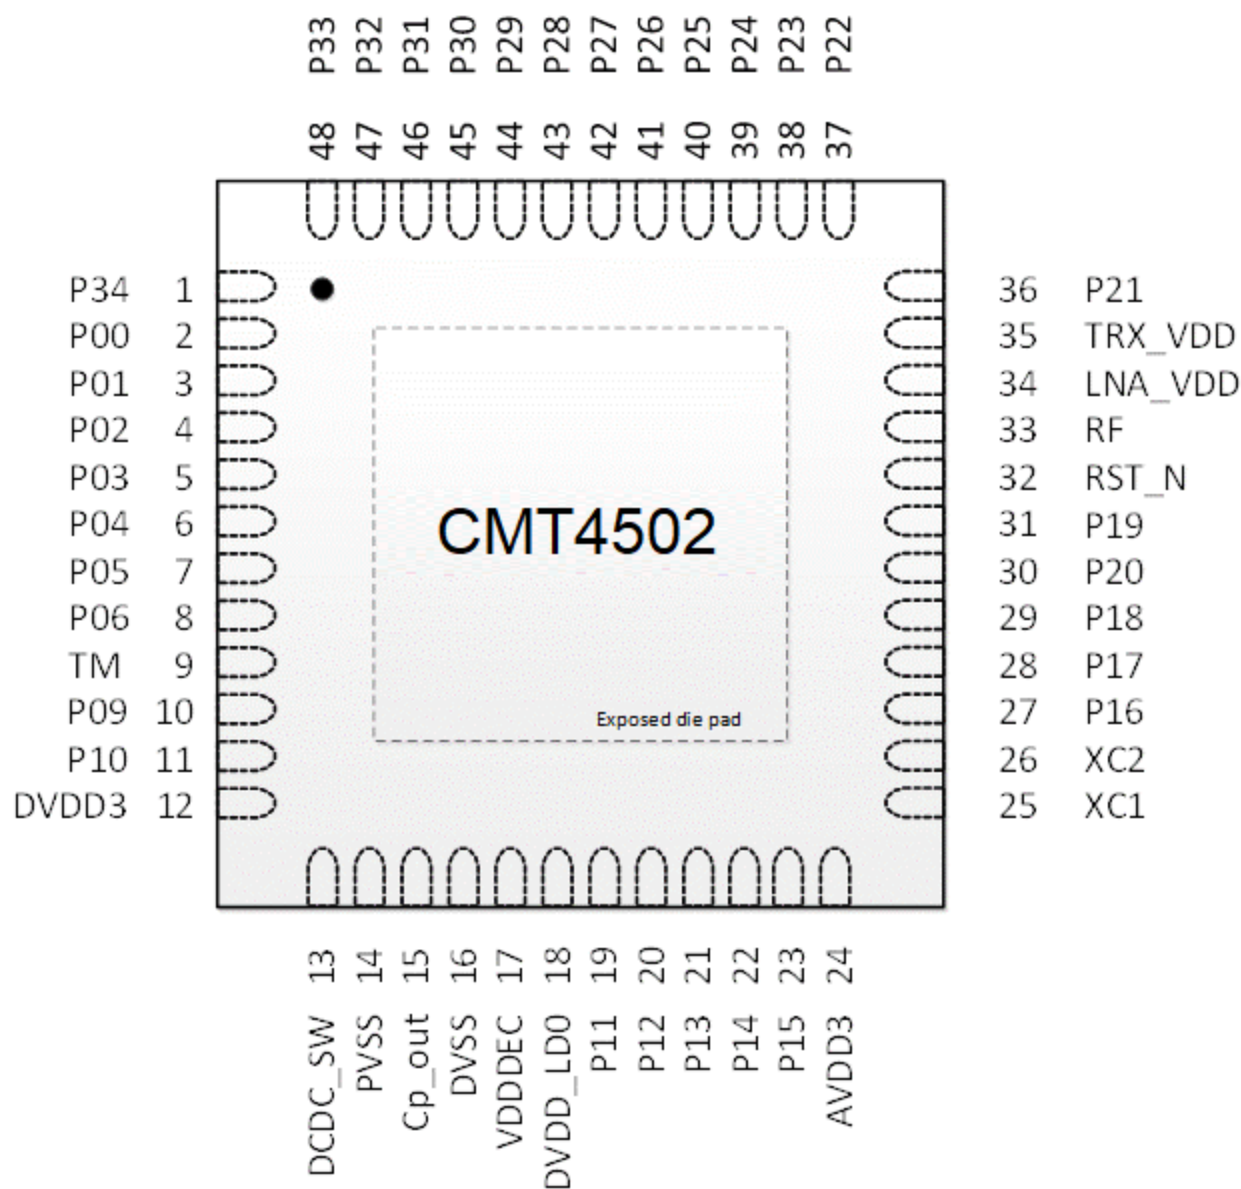 P33 P32 P31 P30 P29 P28 P27 P26 P25 P24 P23 P22
48 47 46 45 44 43 42 41 40 39 38 37
P34 1
P00 2
P01 3
P02 4
P03 5
P04 6
P05 7
P06 8
TM 9
P09 10
P10 11
DVDD3 12
CMT4502
Exposed die pad
36 P21
35 TRX_VDD
34 LNA_VDD
33 RF
32 RST_N
31 P19
30 P20
29 P18
28 P17
27 P16
26 XC2
25 XC1
13 14 15 16 17 18 19 20 21 22 23 24
DCDC_SW PVSS Cp_out DVSS VDDDEC DVDD_LD0 P11 P12 P13 P14 P15 AVDD3